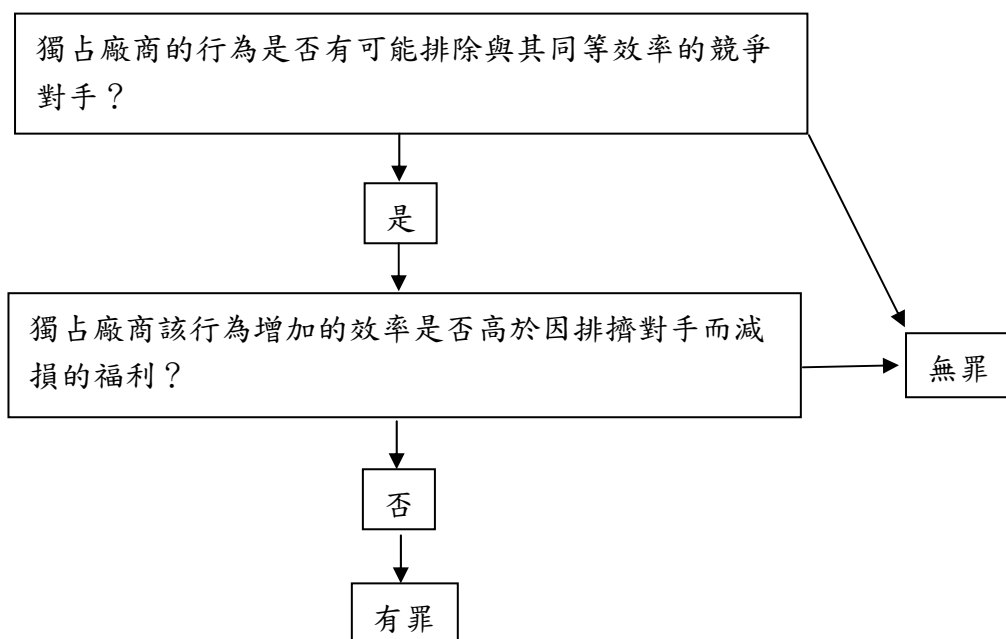 獨占廠商的行為是否有可能排除與其同等效率的競爭
對手？
是
獨占廠商該行為增加的效率是否高於因排擠對手而減
損的福利？
無罪
否
有罪